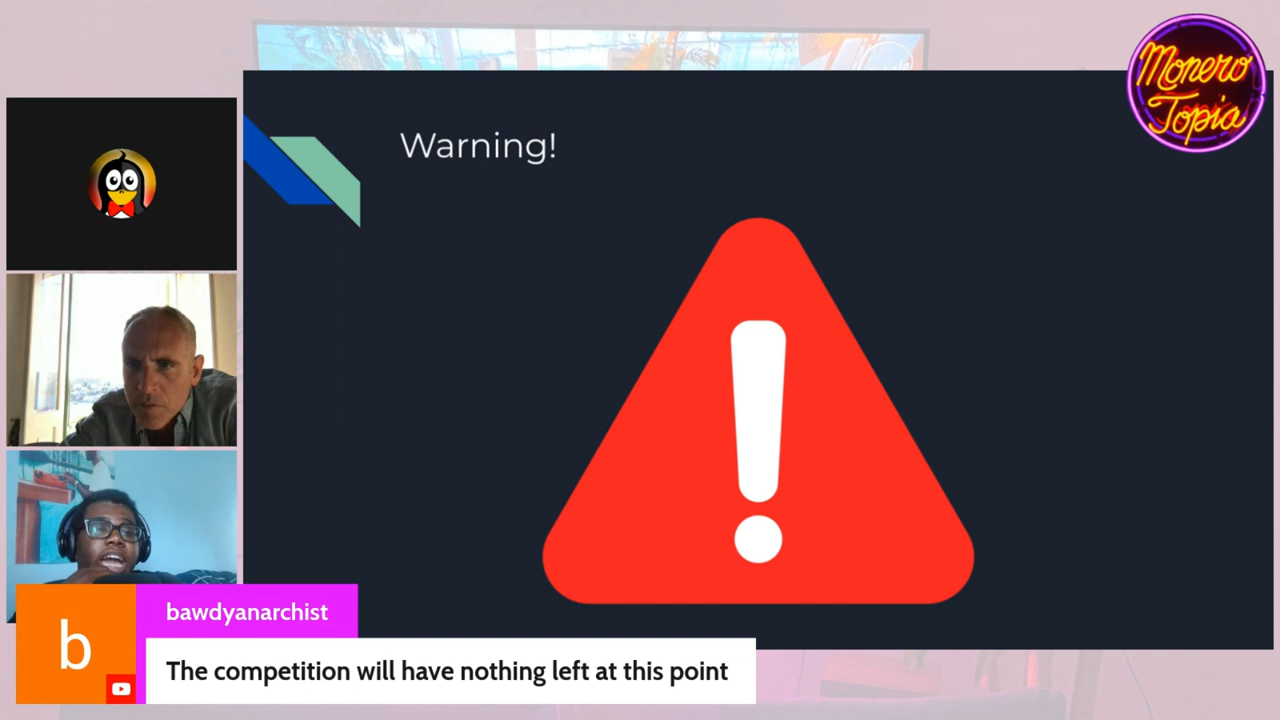 Monero
Topia
Warning!
b
bawdyanarchist
The competition will have nothing left at this point